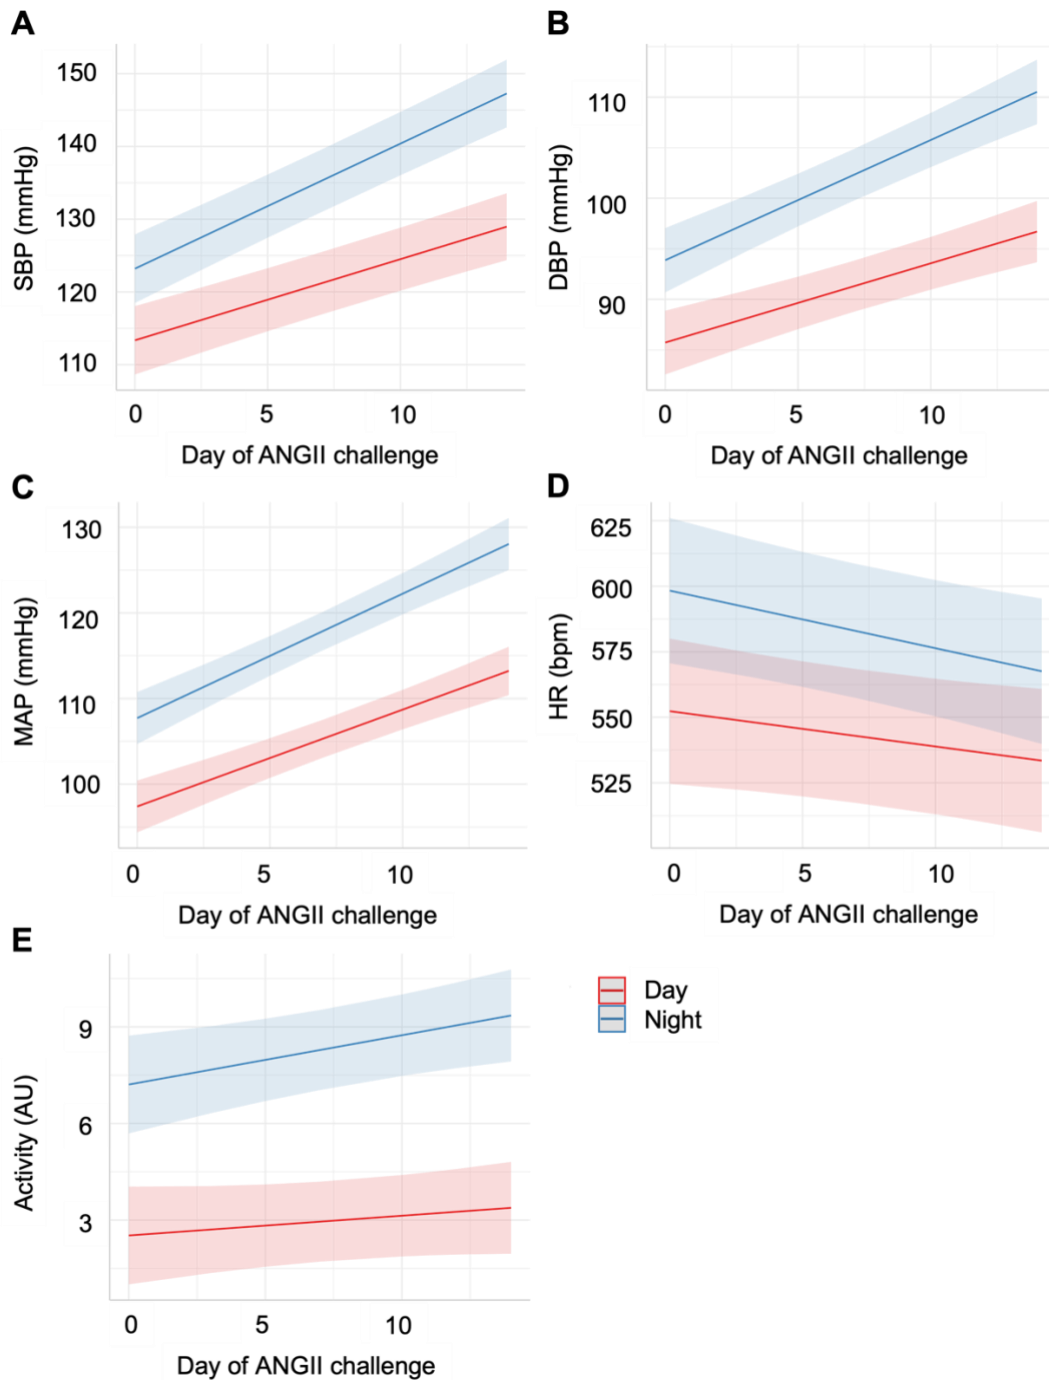 A
B
SBP (mmHg)
150
140
130
120
110
0 5 10
Day of ANGII challenge
DBP (mmHg)
110
100
90
0 5 10
Day of ANGII challenge
C
D
MAP (mmHg)
130
120
110
100
0 5 10
Day of ANGII challenge
HR (bpm)
625
600
575
550
525
0 5 10
Day of ANGII challenge
E
Activity (AU)
9
6
3
0 5 10
Day of ANGII challenge
Day
Night